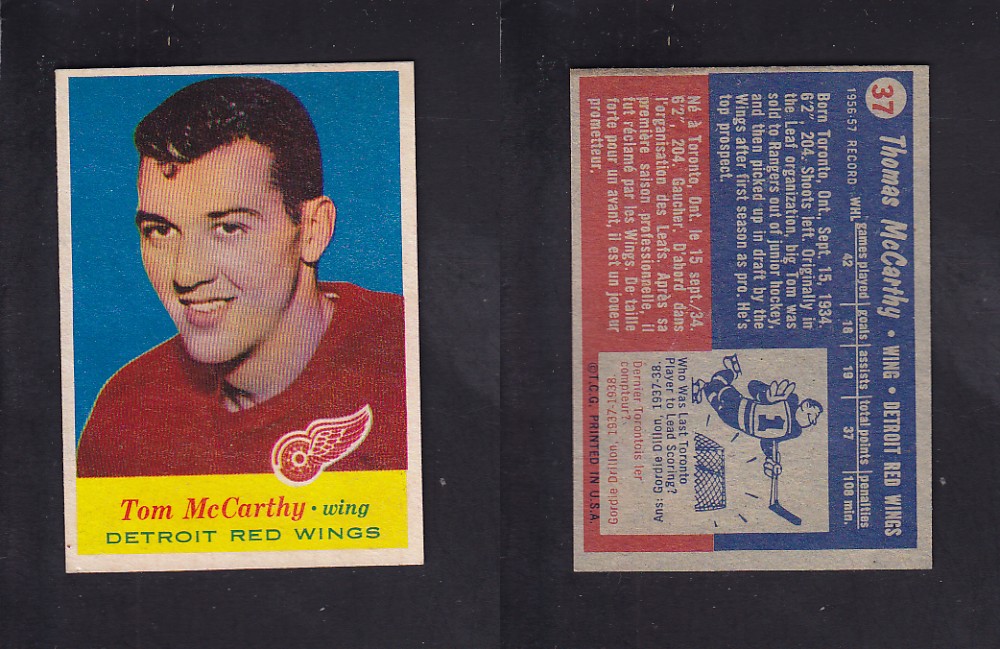 Tom McCarthy · wing
DETROIT RED WINGS
37 Thomas McCarthy • WING • DETROIT RED WINGS
1956-57 RECORD WHL games played goals assists total points penalties
42 18 19 37 108 min.
Born Toronto, Ont., Sept. 15, 1934.
6'2", 204. Shoots left. Originally in
the Leaf organization, big Tom was
sold to Rangers out of junior hockey,
and then picked up in draft by the
Wings after first season as pro. He's
top prospect.
Né à Toronto, Ont. le 15 sept./34.
6'2", 204. Gaucher. D'abard dans
l'organisation des Leafs. Après sa
première saison professionnelle, il
fut réclamé par les Wings. De taille
forte pour un avant, il est un joueur
prometteur.
1
Who Was Last Toronto
Player to Lead Scoring?
Ans: Gordie Dillon, 1937-38.
Dernier Torontois 1er
compteur?
Gordie Drillon, 1937-1938.
©T.C.G. PRINTED IN U.S.A.